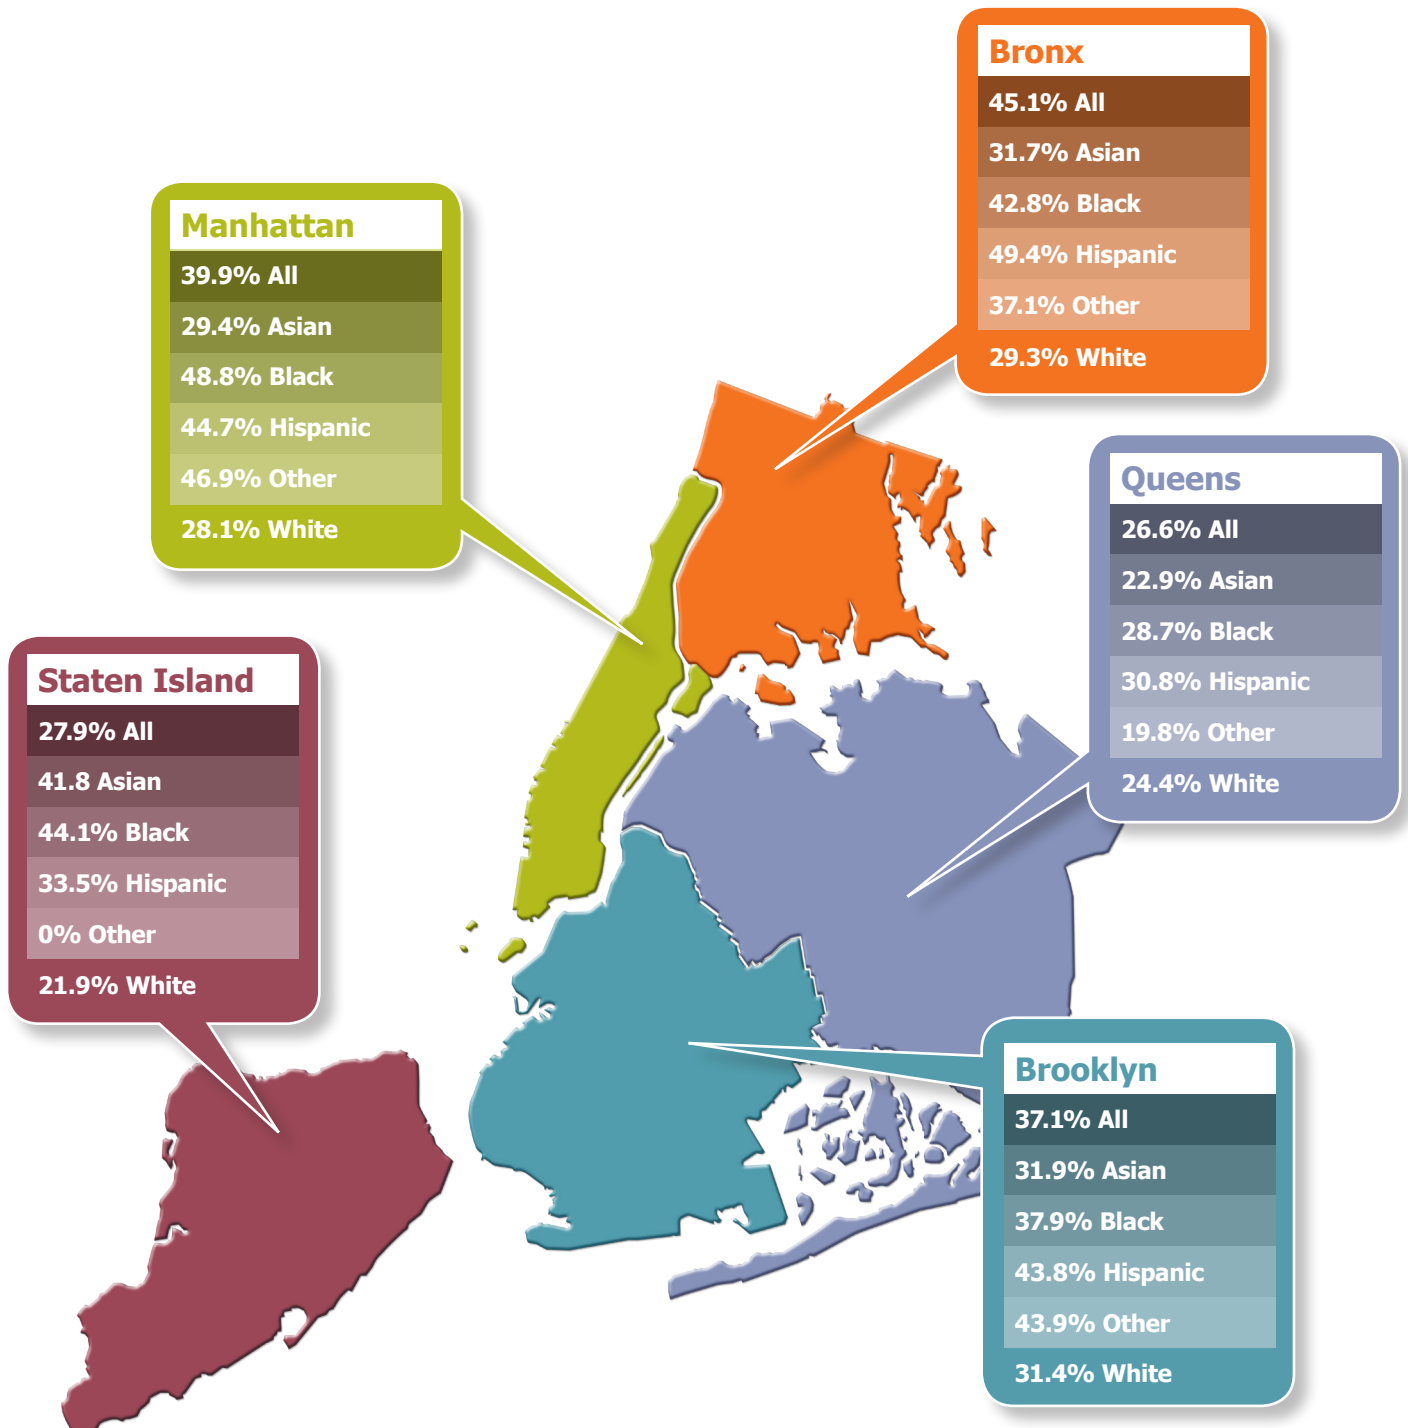 Bronx
45.1% All
31.7% Asian
42.8% Black
49.4% Hispanic
37.1% Other
29.3% White
Manhattan
39.9% All
29.4% Asian
48.8% Black
44.7% Hispanic
46.9% Other
28.1% White
Queens
26.6% All
22.9% Asian
28.7% Black
30.8% Hispanic
19.8% Other
24.4% White
Staten Island
27.9% All
41.8 Asian
44.1% Black
33.5% Hispanic
0% Other
21.9% White
Brooklyn
37.1% All
31.9% Asian
37.9% Black
43.8% Hispanic
43.9% Other
31.4% White